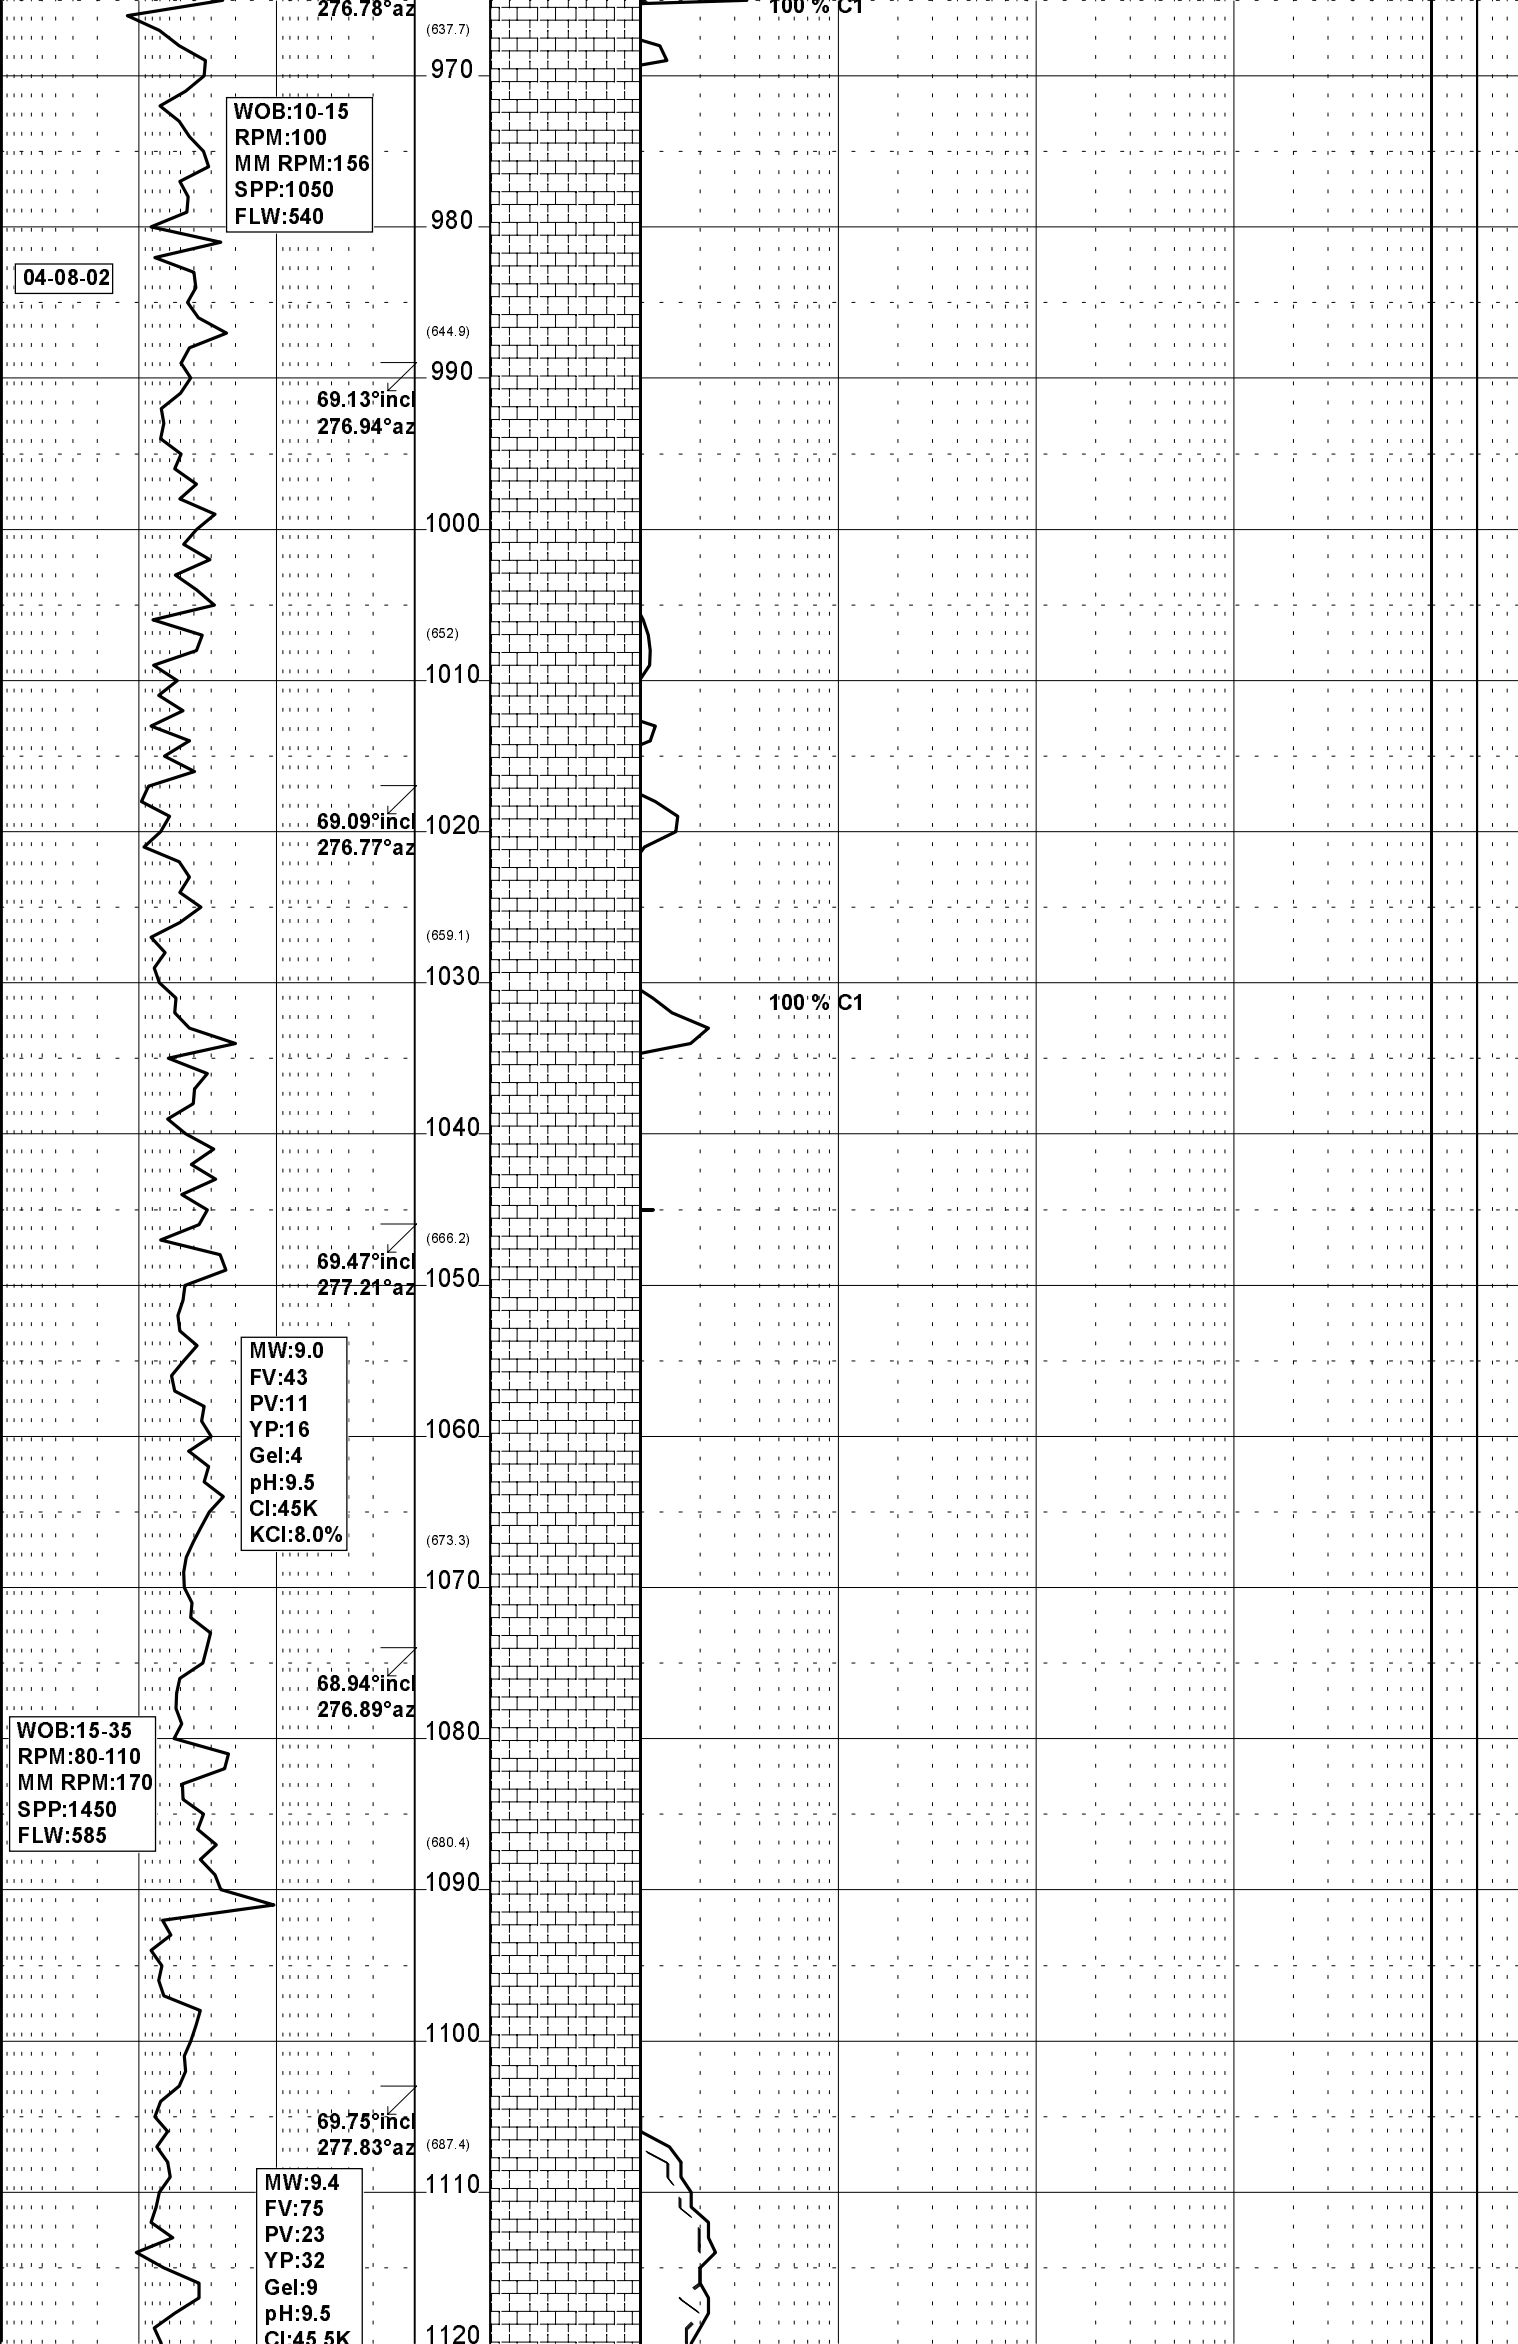 276.78°az
100 % C1
(637.7)
970
WOB:10-15
RPM:100
MM RPM:156
SPP:1050
FLW:540
980
04-08-02
(644.9)
990
69.13°incl
276.94°az
1000
(652)
1010
69.09°incl
276.77°az
1020
(659.1)
1030
100 % C1
1040
(666.2)
69.47°incl
277.21°az
1050
MW:9.0
FV:43
PV:11
YP:16
Gel:4
pH:9.5
Cl:45K
KCl:8.0%
1060
(673.3)
1070
68.94°incl
276.89°az
1080
WOB:15-35
RPM:80-110
MM RPM:170
SPP:1450
FLW:585
(680.4)
1090
1100
69.75°incl
277.83°az
(687.4)
1110
MW:9.4
FV:75
PV:23
YP:32
Gel:9
pH:9.5
Cl:45.5K
1120